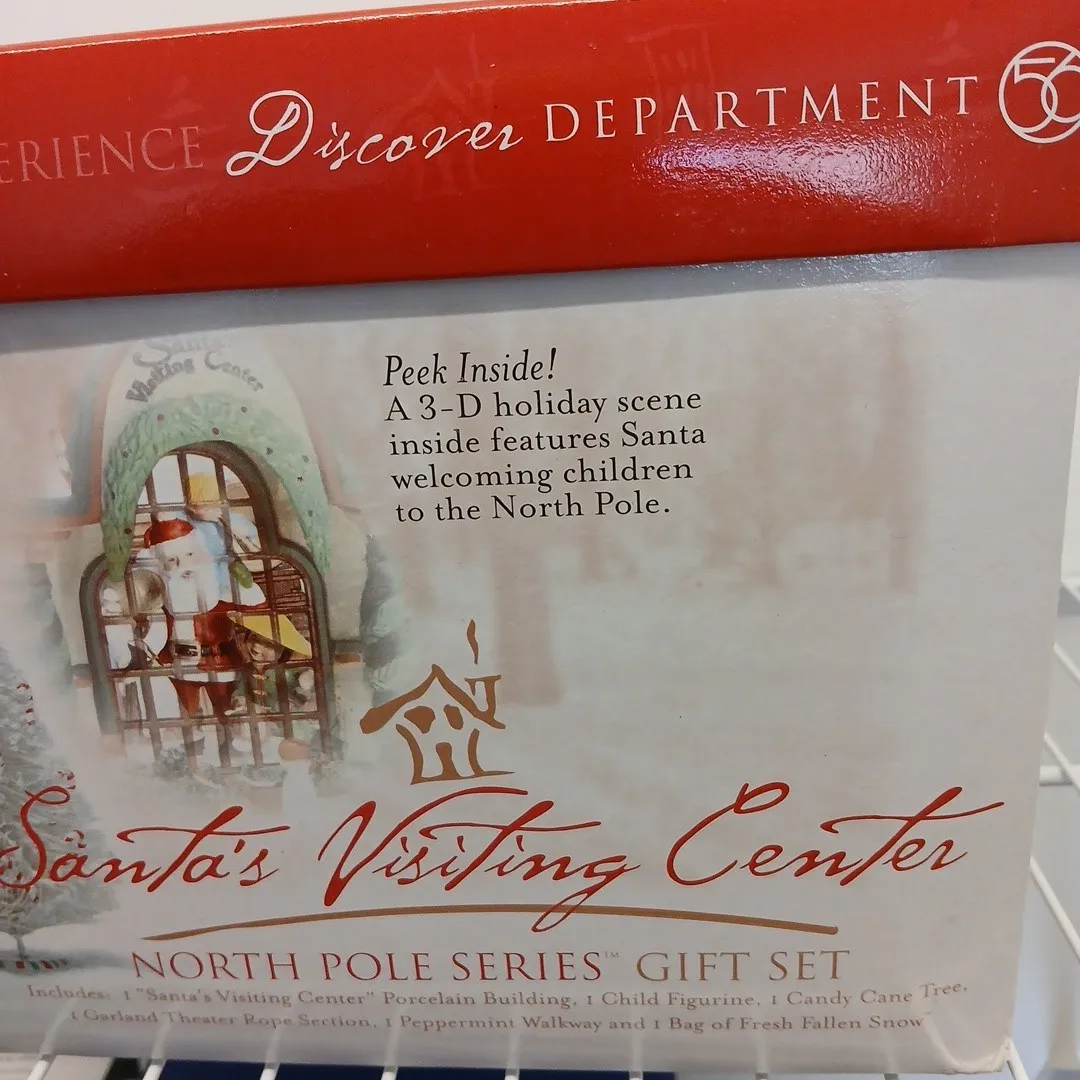 ERIENCE Discover DEPARTMENT 56
Santa's
Visiting Center
Peek Inside!
A 3-D holiday scene
inside features Santa
welcoming children
to the North Pole.
Santa's Visiting Center
NORTH POLE SERIES™ GIFT SET
Includes: 1 "Santa's Visiting Center" Porcelain Building, 1 Child Figurine, 1 Candy Cane Tree,
1 Garland Theater Rope Section, 1 Peppermint Walkway and 1 Bag of Fresh Fallen Snow